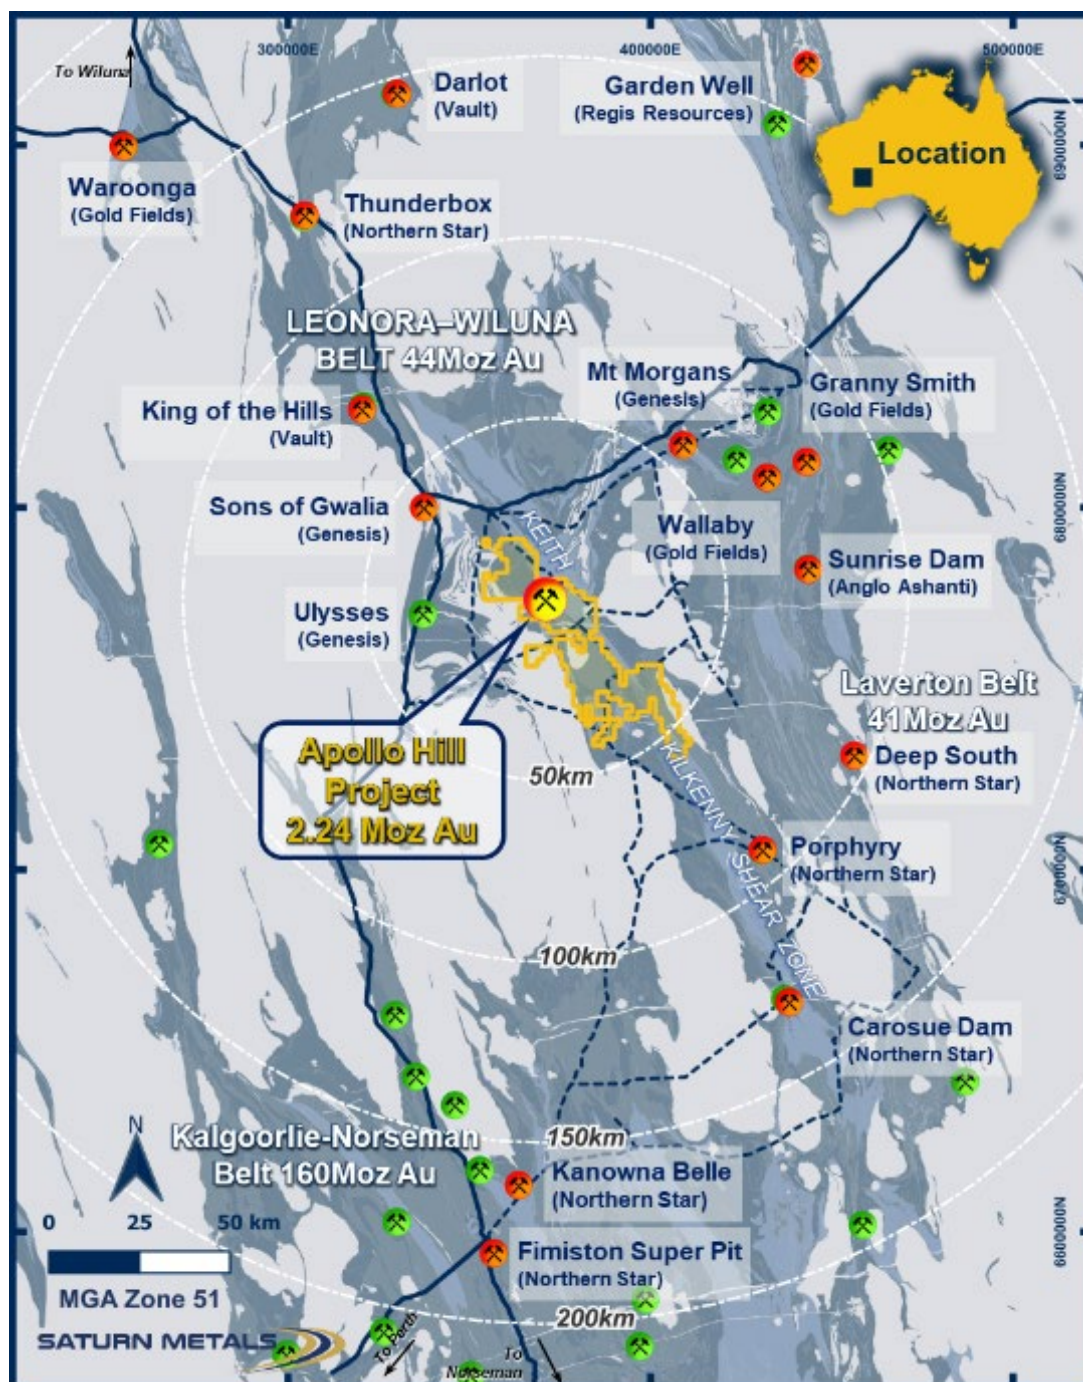 300000E
400000E
500000E
To Wiluna
Darlot
(Vault)
Garden Well
(Regis Resources)
6900000N
Location
Waroonga
(Gold Fields)
Thunderbox
(Northern Star)
LEONORA–WILUNA
BELT 44Moz Au
Mt Morgans
(Genesis)
Granny Smith
(Gold Fields)
King of the Hills
(Vault)
Sons of Gwalia
(Genesis)
6800000N
KEITH
Wallaby
(Gold Fields)
Sunrise Dam
(Anglo Ashanti)
Ulysses
(Genesis)
Laverton Belt
41Moz Au
Apollo Hill
Project
2.24 Moz Au
50km
KILKENNY SHEAR ZONE
Deep South
(Northern Star)
Porphyry
(Northern Star)
6700000N
100km
Carosue Dam
(Northern Star)
N
Kalgoorlie-Norseman
Belt 160Moz Au
150km
Kanowna Belle
(Northern Star)
0 25 50 km
6600000N
Fimiston Super Pit
(Northern Star)
MGA Zone 51
200km
SATURN METALS
To Perth
To
Norseman